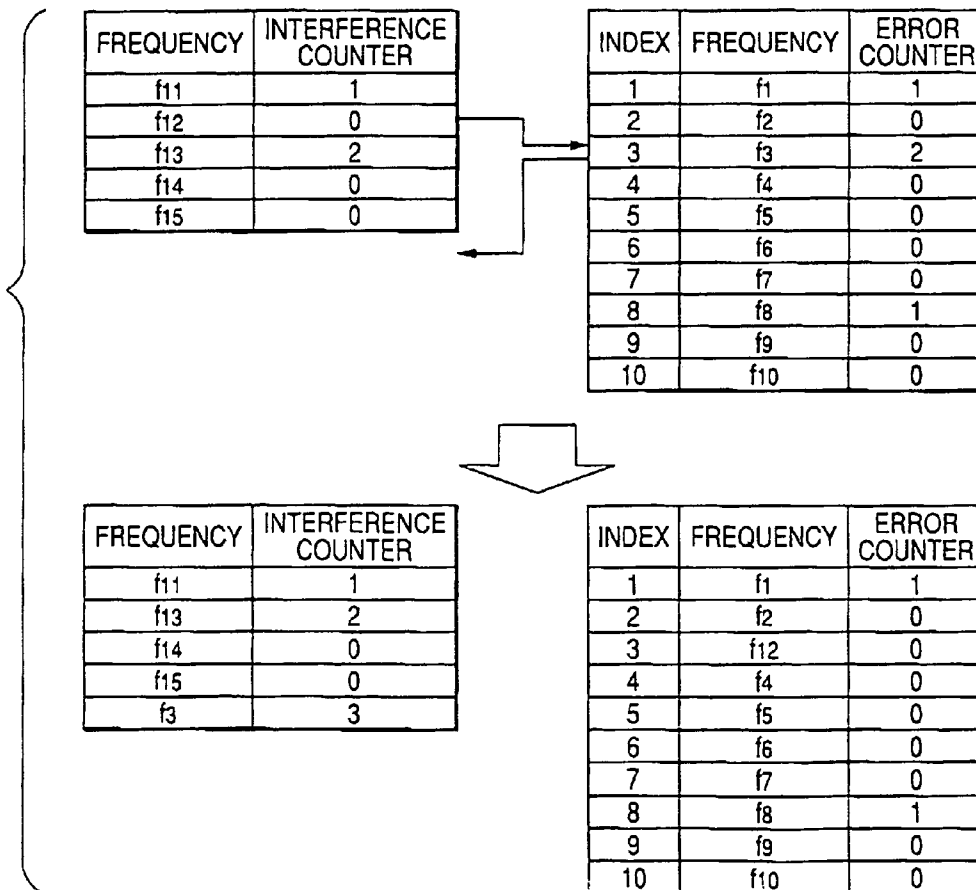 FREQUENCY INTERFERENCE COUNTER
f11 1
f12 0
f13 2
f14 0
f15 0
INDEX FREQUENCY ERROR COUNTER
1 f1 1
2 f2 0
3 f3 2
4 f4 0
5 f5 0
6 f6 0
7 f7 0
8 f8 1
9 f9 0
10 f10 0
FREQUENCY INTERFERENCE COUNTER
f11 1
f13 2
f14 0
f15 0
f3 3
INDEX FREQUENCY ERROR COUNTER
1 f1 1
2 f2 0
3 f12 0
4 f4 0
5 f5 0
6 f6 0
7 f7 0
8 f8 1
9 f9 0
10 f10 0